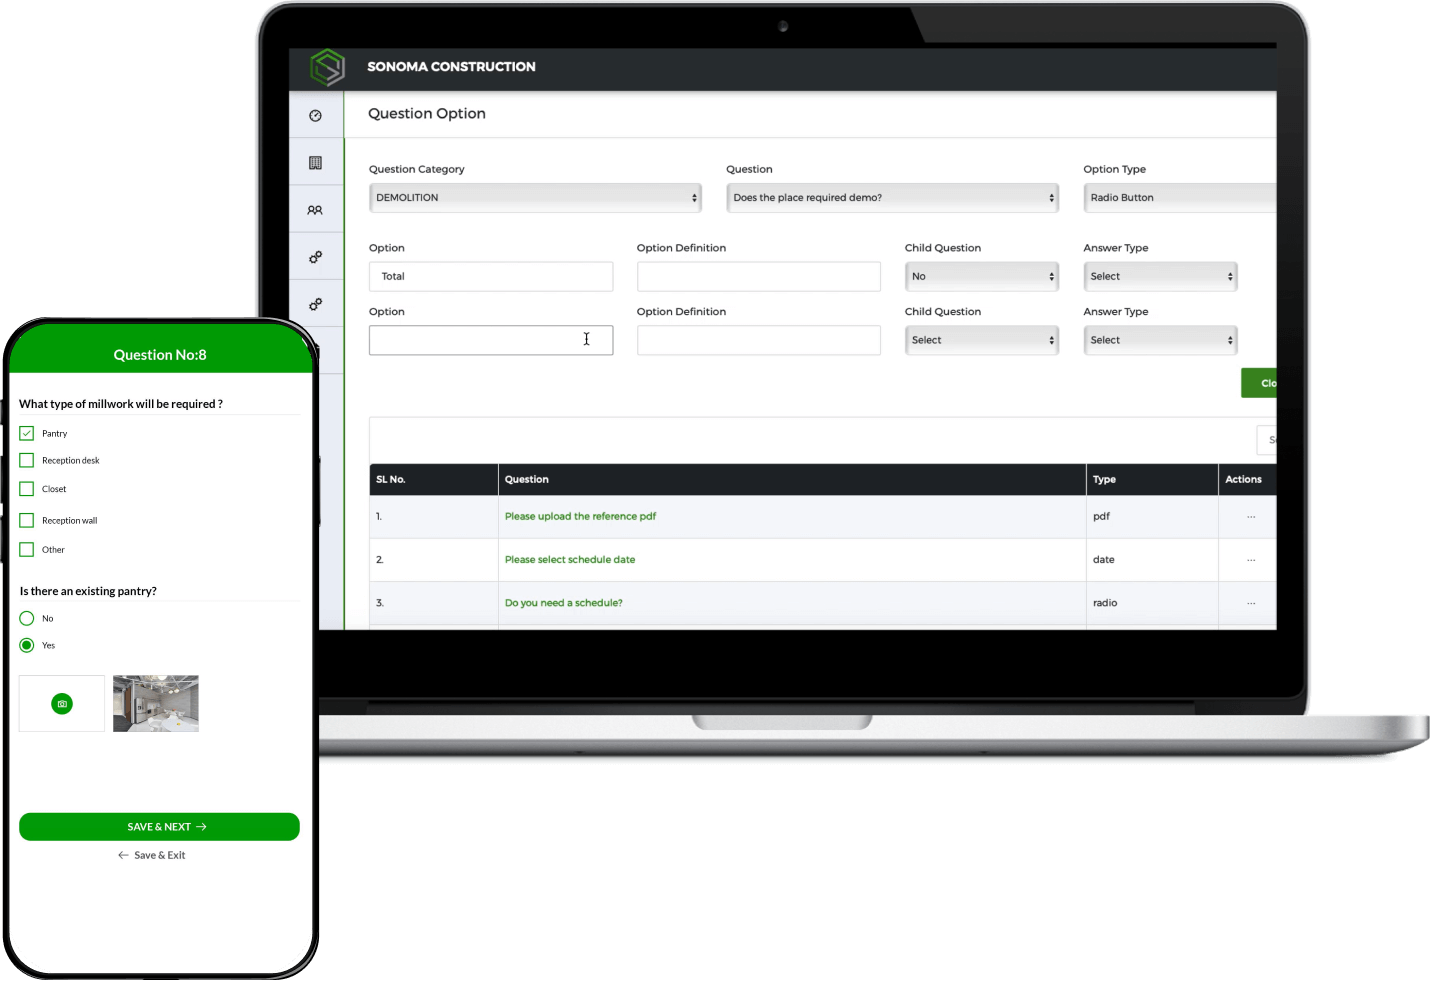 SONOMA CONSTRUCTION
Question Option
Question Category Question Option Type
DEMOLITION Does the place required demo? Radio Button
Option Option Definition Child Question Answer Type
Total No Select
Option Option Definition Child Question Answer Type
Select Select
Clo
SL No. Question Type Actions
1. Please upload the reference pdf pdf ...
2. Please select schedule date date ...
3. Do you need a schedule? radio ...
Question No:8
What type of millwork will be required ?
Pantry
Reception desk
Closet
Reception wall
Other
Is there an existing pantry?
No
Yes
SAVE & NEXT →
← Save & Exit